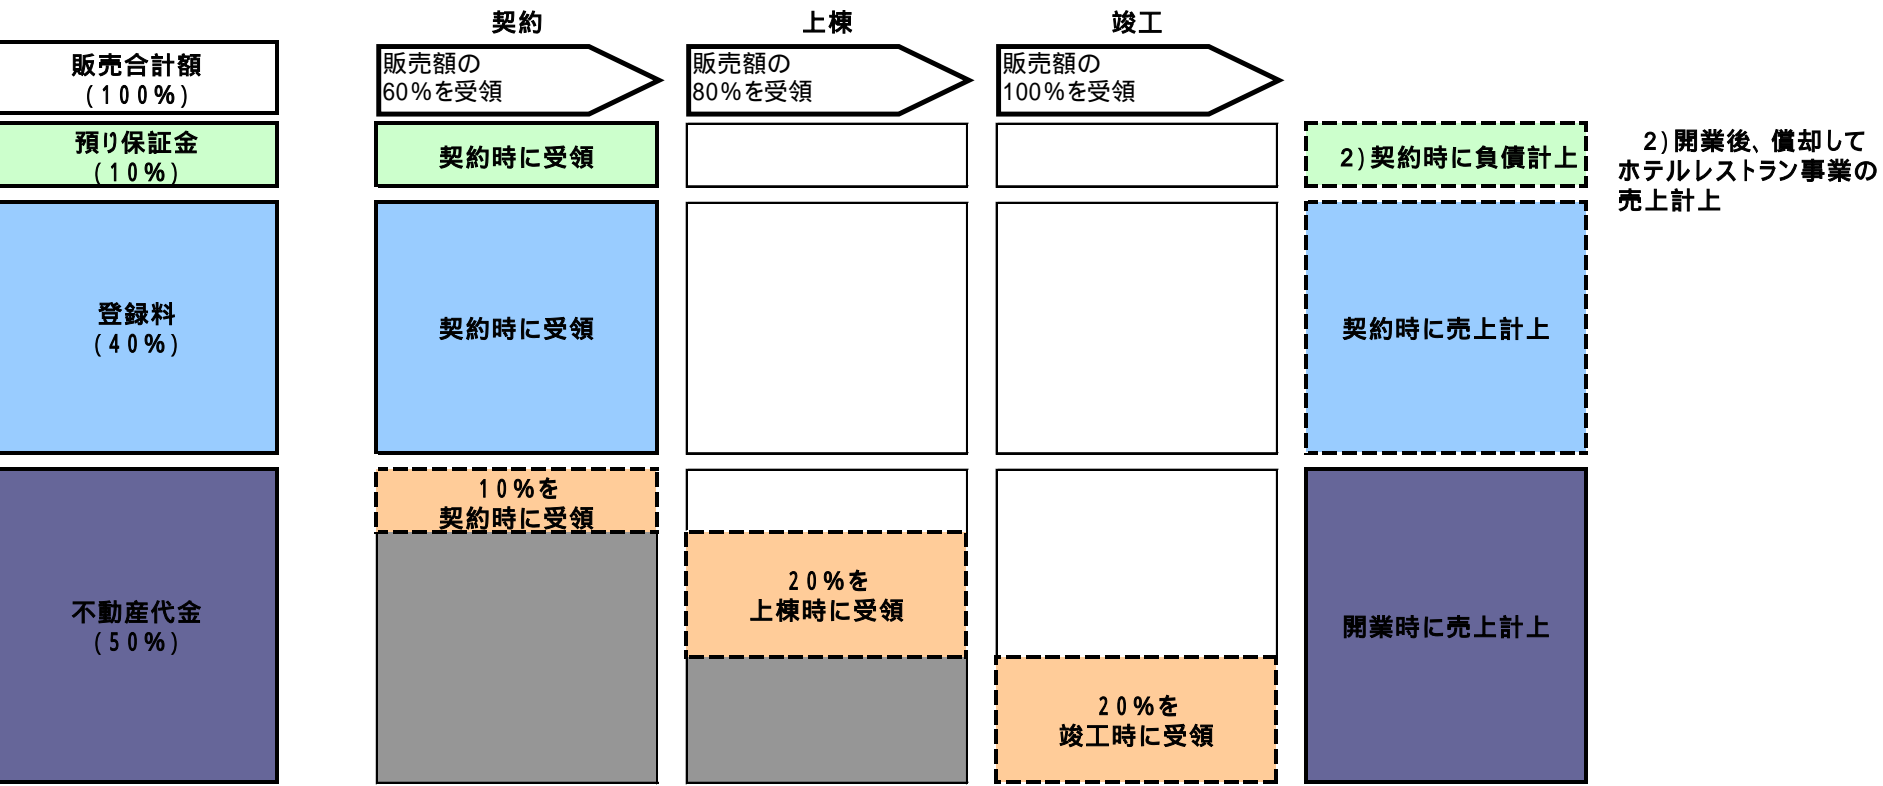 契約
上棟
竣工
販売合計額
(100%)
販売額の
60%を受領
販売額の
80%を受領
販売額の
100%を受領
預り保証金
(10%)
契約時に受領
2)契約時に負債計上
2)開業後、償却して
ホテルレストラン事業の
売上計上
登録料
(40%)
契約時に受領
契約時に売上計上
不動産代金
(50%)
10%を
契約時に受領
20%を
上棟時に受領
20%を
竣工時に受領
開業時に売上計上